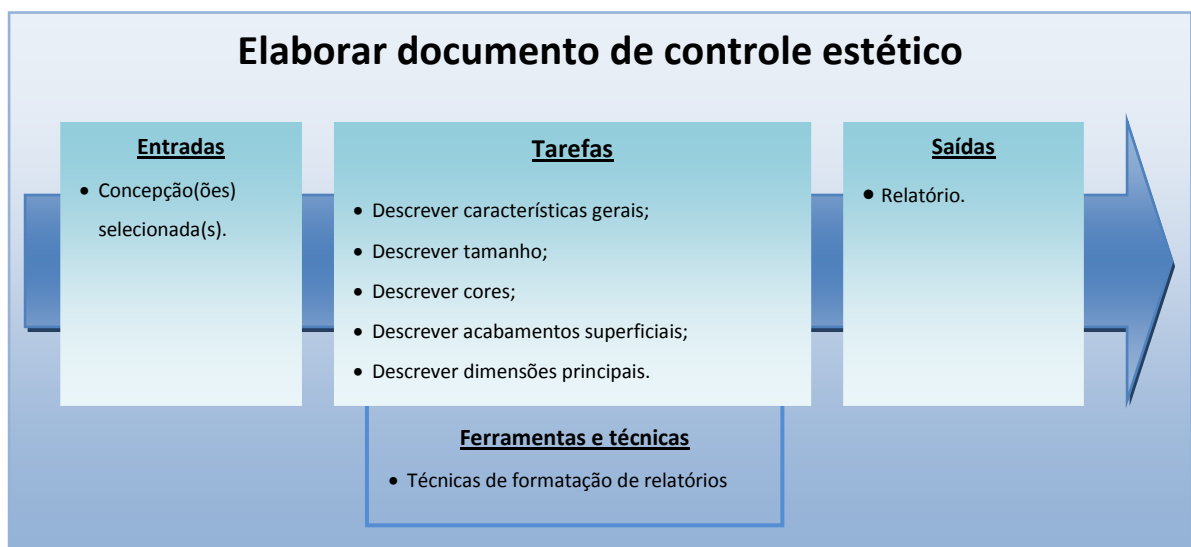 Elaborar documento de controle estético
Entradas
• Concepção(ões)
selecionada(s).
Tarefas
• Descrever características gerais;
• Descrever tamanho;
• Descrever cores;
• Descrever acabamentos superficiais;
• Descrever dimensões principais.
Saídas
• Relatório.
Ferramentas e técnicas
• Técnicas de formatação de relatórios